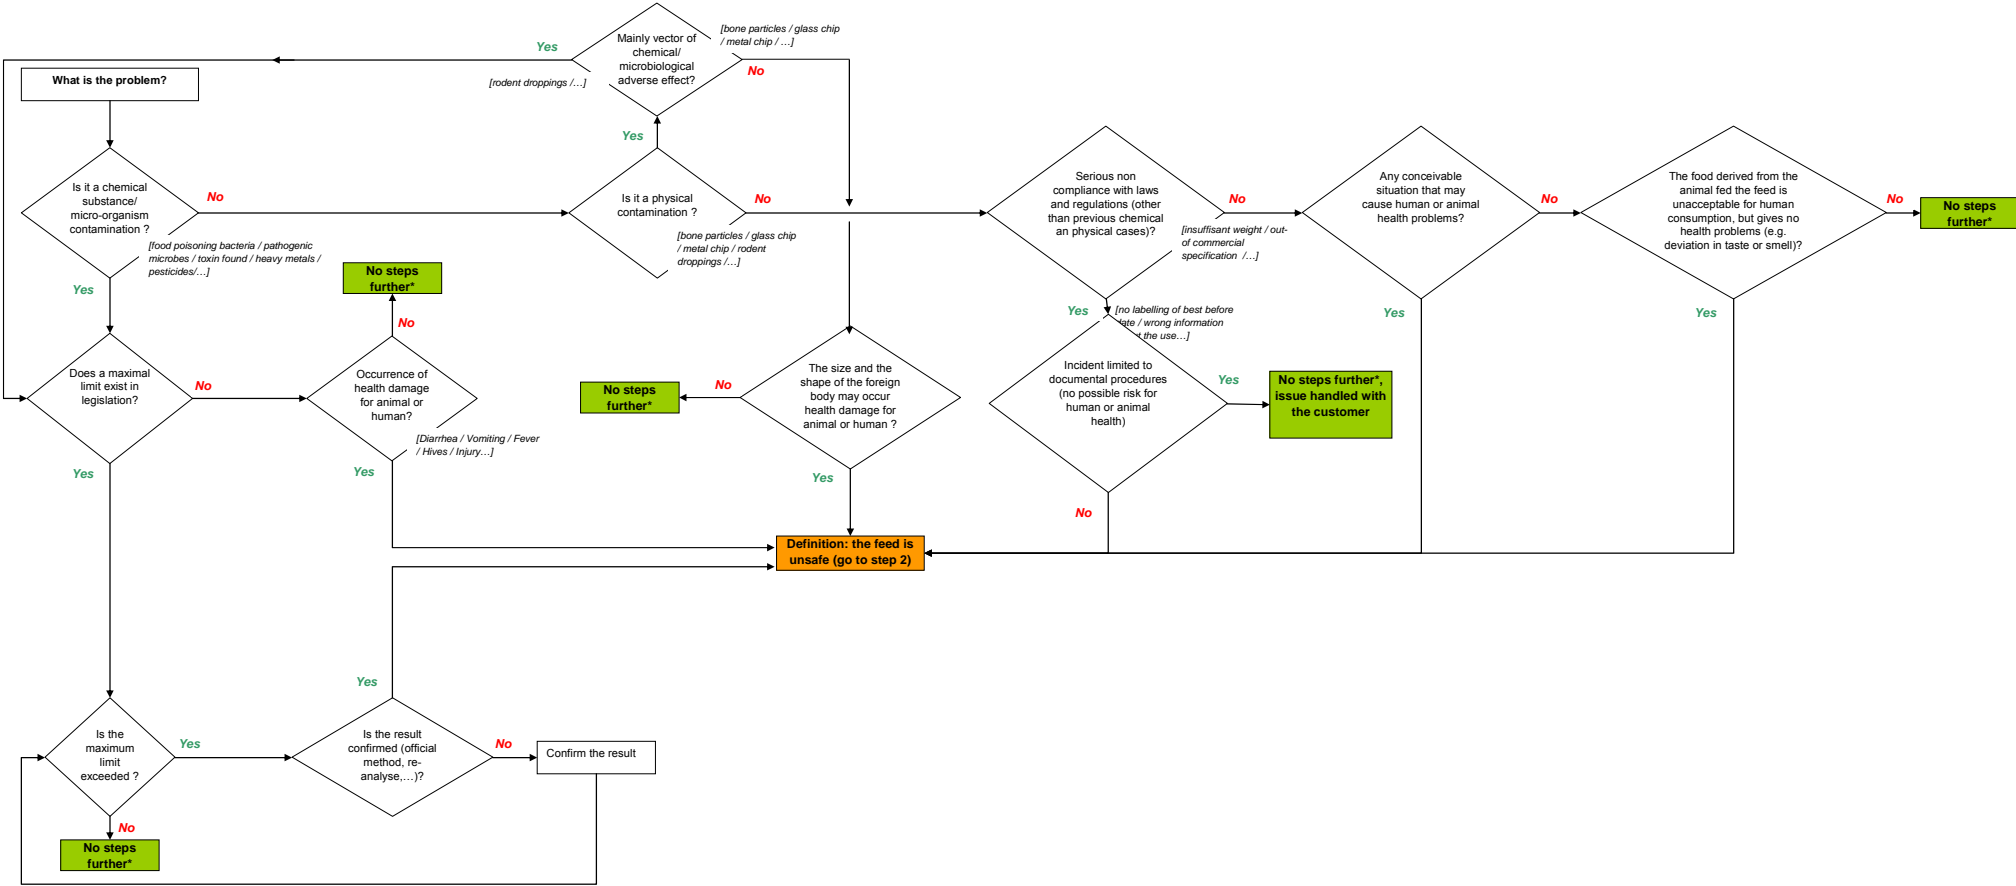 [bone particles / glass chip
/ metal chip / …]
Mainly vector of
chemical/
microbiological
adverse effect?
Yes
No
[rodent droppings /…]
What is the problem?
Yes
Is it a chemical
substance/
micro-organism
contamination ?
No
[food poisoning bacteria / pathogenic
microbes / toxin found / heavy metals /
pesticides/…]
Yes
Is it a physical
contamination ?
No
[bone particles / glass chip
/ metal chip / rodent
droppings /…]
Serious non
compliance with laws
and regulations (other
than previous chemical
an physical cases)?
No
[insuffisant weight / out-
of commercial
specification /…]
Yes
[no labelling of best before
date / wrong information
the use…]
Any conceivable
situation that may
cause human or animal
health problems?
No
Yes
The food derived from the
animal fed the feed is
unacceptable for human
consumption, but gives no
health problems (e.g.
deviation in taste or smell)?
No
Yes
No steps
further*
No steps
further*
No
Does a maximal
limit exist in
legislation?
No
Yes
Occurrence of
health damage
for animal or
human?
[Diarrhea / Vomiting / Fever
/ Hives / Injury…]
Yes
No steps
further*
No
The size and the
shape of the foreign
body may occur
health damage for
animal or human ?
Yes
Incident limited to
documental procedures
(no possible risk for
human or animal
health)
Yes
No
No steps further*,
issue handled with
the customer
Definition: the feed is
unsafe (go to step 2)
Yes
Is the
maximum
limit
exceeded ?
Yes
Is the result
confirmed (official
method, re-
analyse,…)?
No
Confirm the result
No
No steps
further*